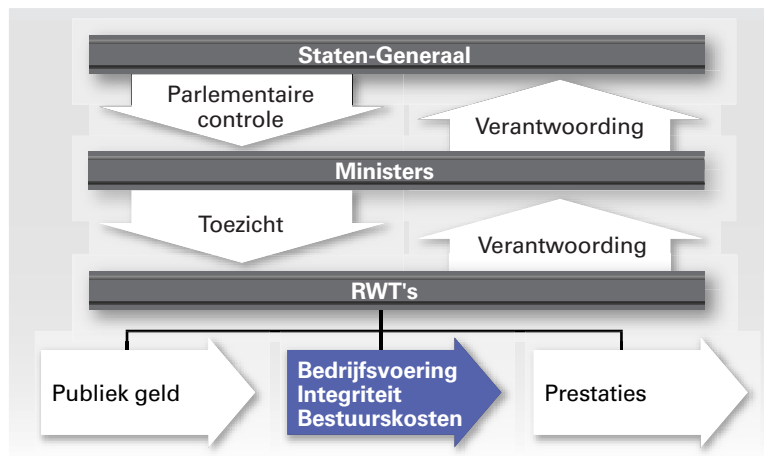 Staten-Generaal
Parlementaire
controle
Verantwoording
Ministers
Toezicht
Verantwoording
RWT's
Publiek geld
Bedrijfsvoering
Integriteit
Bestuurskosten
Prestaties